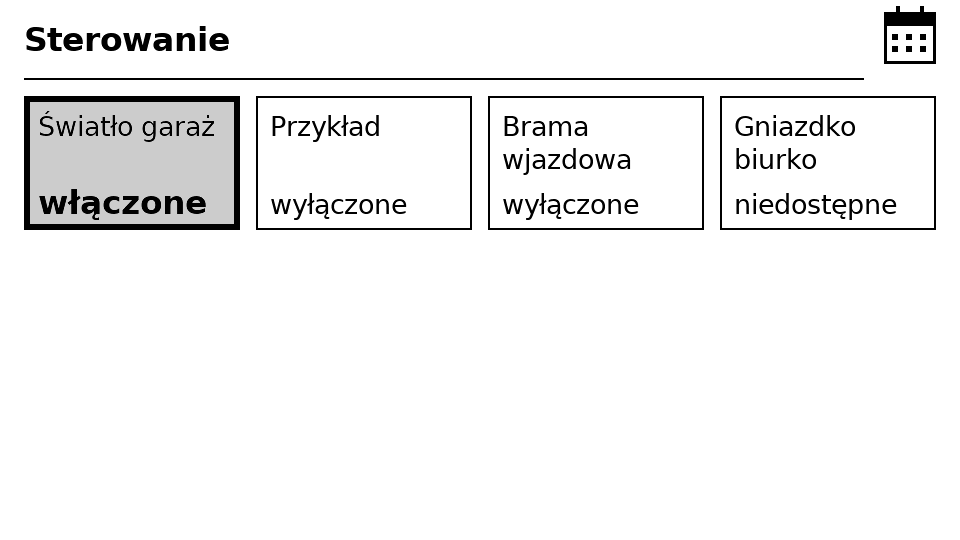 Sterowanie
Światło garaż
włączone
Przykład
wyłączone
Brama
wjazdowa
wyłączone
Gniazdko
biurko
niedostępne